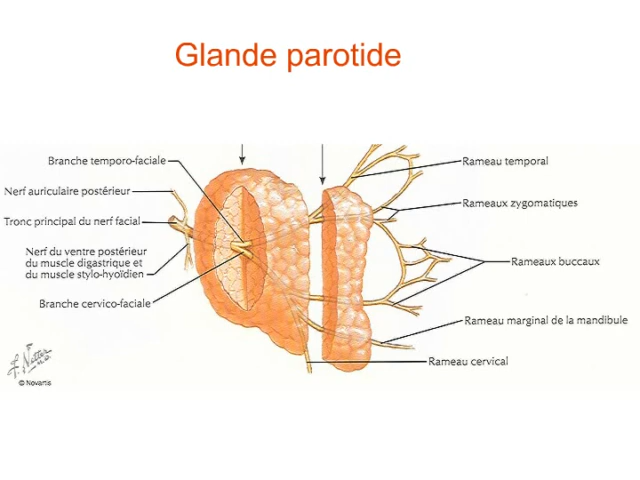 Glande parotide
Branche temporo-faciale
Nerf auriculaire postérieur
Tronc principal du nerf facial
Nerf du ventre postérieur
du muscle digastrique et
du muscle stylo-hyoïdien
Branche cervico-faciale
Rameau temporal
Rameaux zygomatiques
Rameaux buccaux
Rameau marginal de la mandibule
Rameau cervical
© Novartis